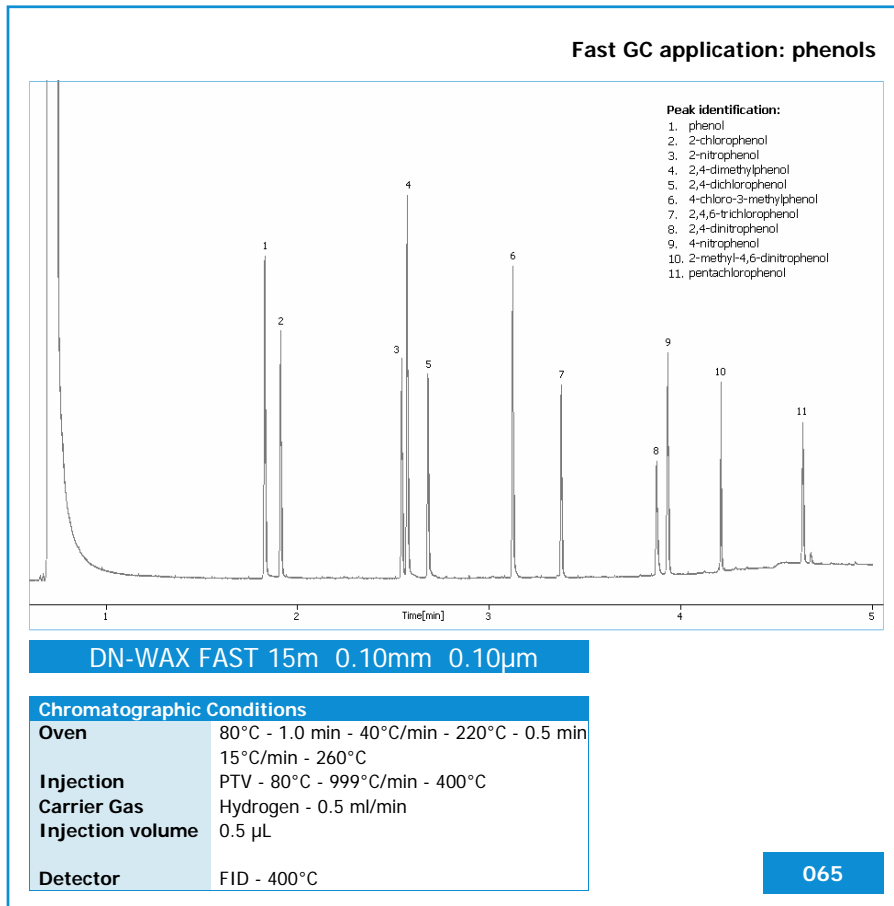 Fast GC application: phenols
Peak identification:
1. phenol
2. 2-chlorophenol
3. 2-nitrophenol
4. 2,4-dimethylphenol
5. 2,4-dichlorophenol
6. 4-chloro-3-methylphenol
7. 2,4,6-trichlorophenol
8. 2,4-dinitrophenol
9. 4-nitrophenol
10. 2-methyl-4,6-dinitrophenol
11. pentachlorophenol
1 2 3 4 5 6 7 8 9 10 11
1 2 Time[min] 3 4 5
DN-WAX FAST 15m 0.10mm 0.10µm
Chromatographic Conditions
Oven 80°C - 1.0 min - 40°C/min - 220°C - 0.5 min
15°C/min - 260°C
Injection PTV - 80°C - 999°C/min - 400°C
Carrier Gas Hydrogen - 0.5 ml/min
Injection volume 0.5 µL
Detector FID - 400°C
065